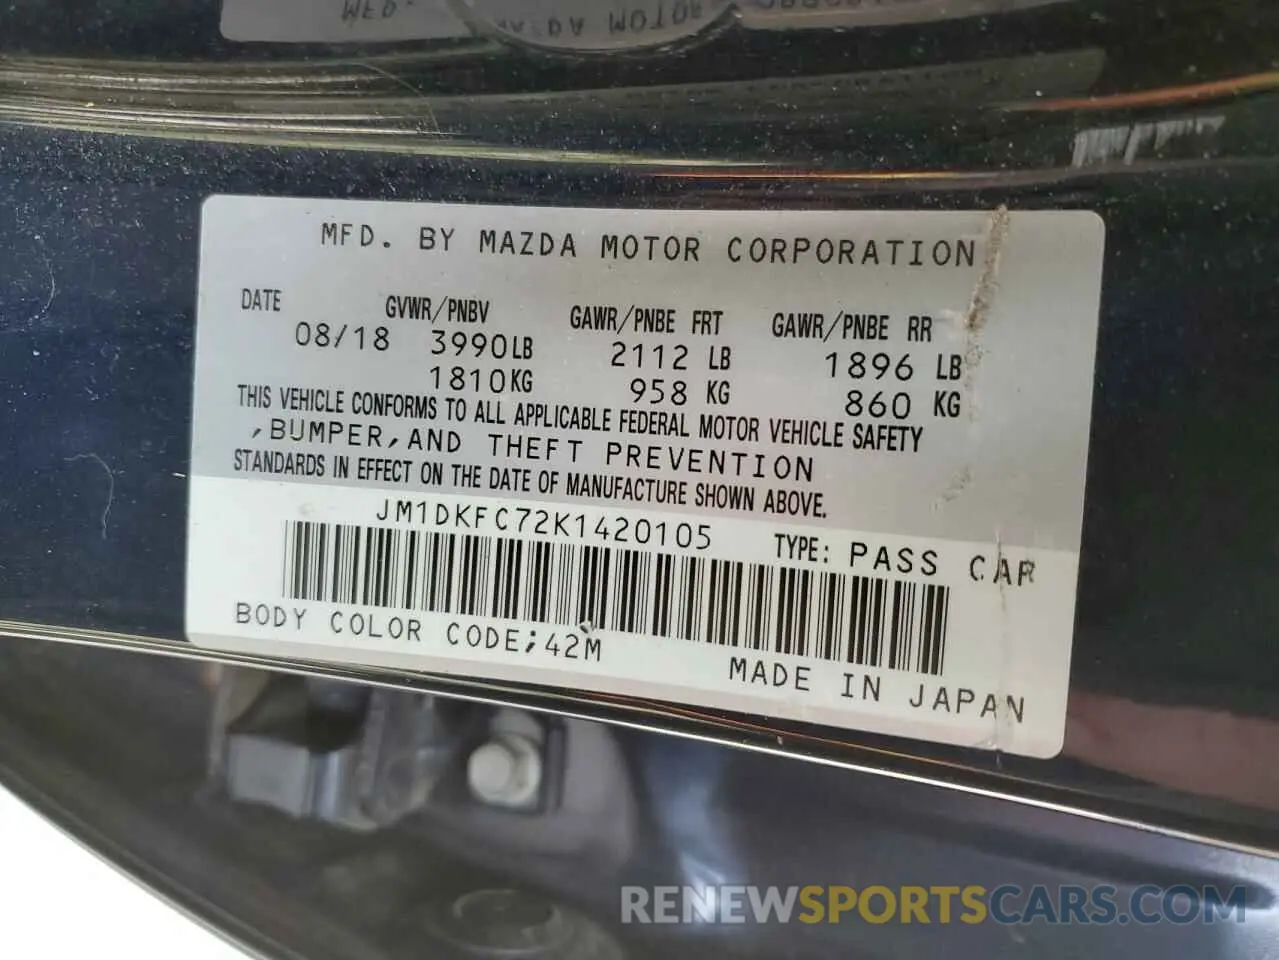 MFD. BY MAZDA MOTOR CORPORATION
DATE GVWR/PNBV GAWR/PNBE FRT GAWR/PNBE RR
08/18 3990LB 2112 LB 1896 LB
1810KG 958 KG 860 KG
THIS VEHICLE CONFORMS TO ALL APPLICABLE FEDERAL MOTOR VEHICLE SAFETY
,BUMPER,AND THEFT PREVENTION
STANDARDS IN EFFECT ON THE DATE OF MANUFACTURE SHOWN ABOVE.
JM1DKFC72K1420105 TYPE: PASS CAR
BODY COLOR CODE;42M
MADE IN JAPAN
RENEWSPORTSCARS.COM